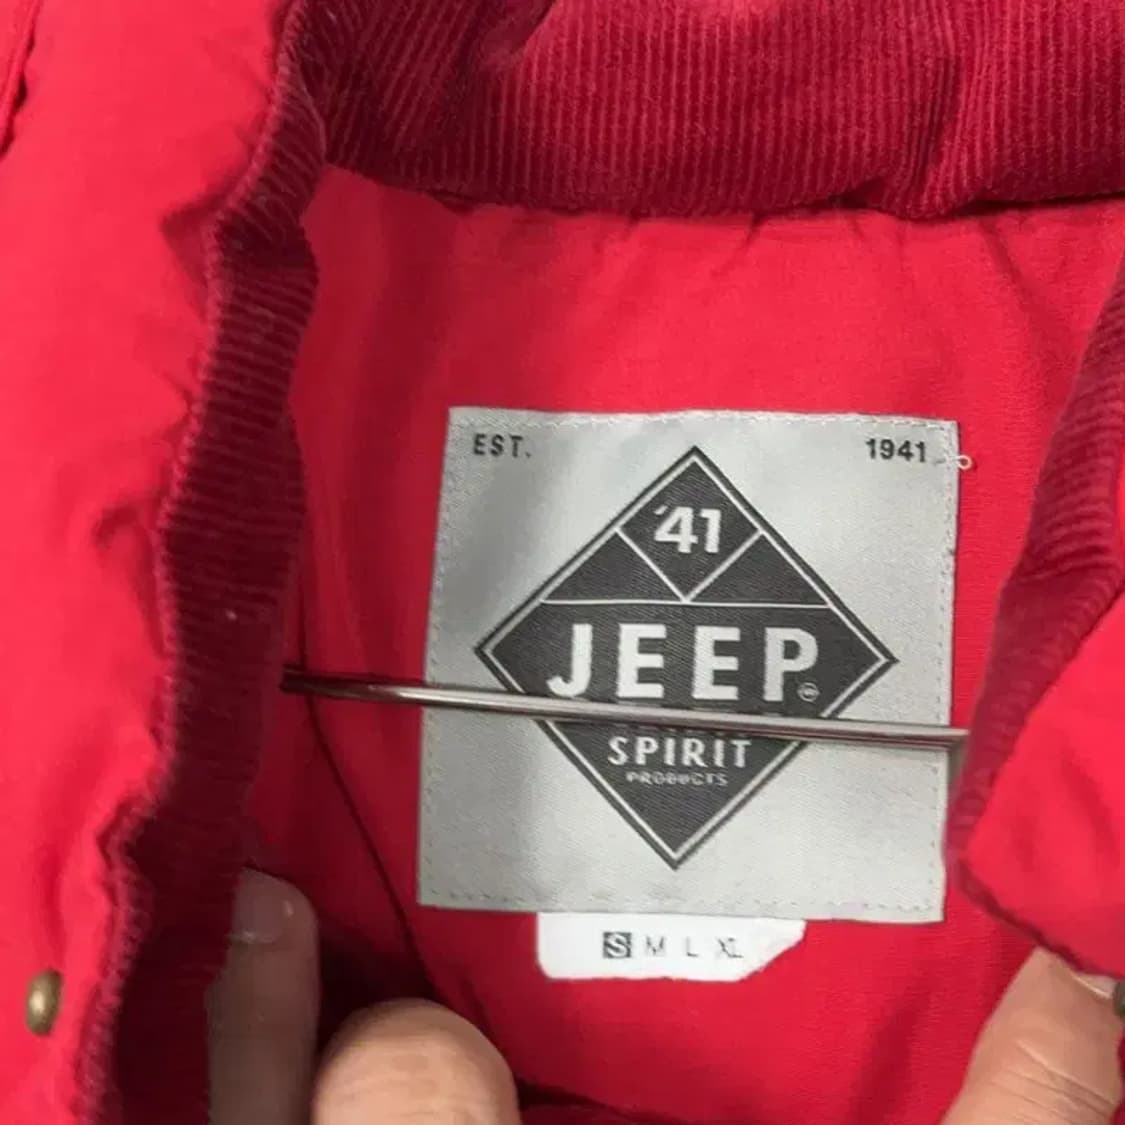 EST. 1941
'41
JEEP®
SPIRIT
PRODUCTS
S M L XL